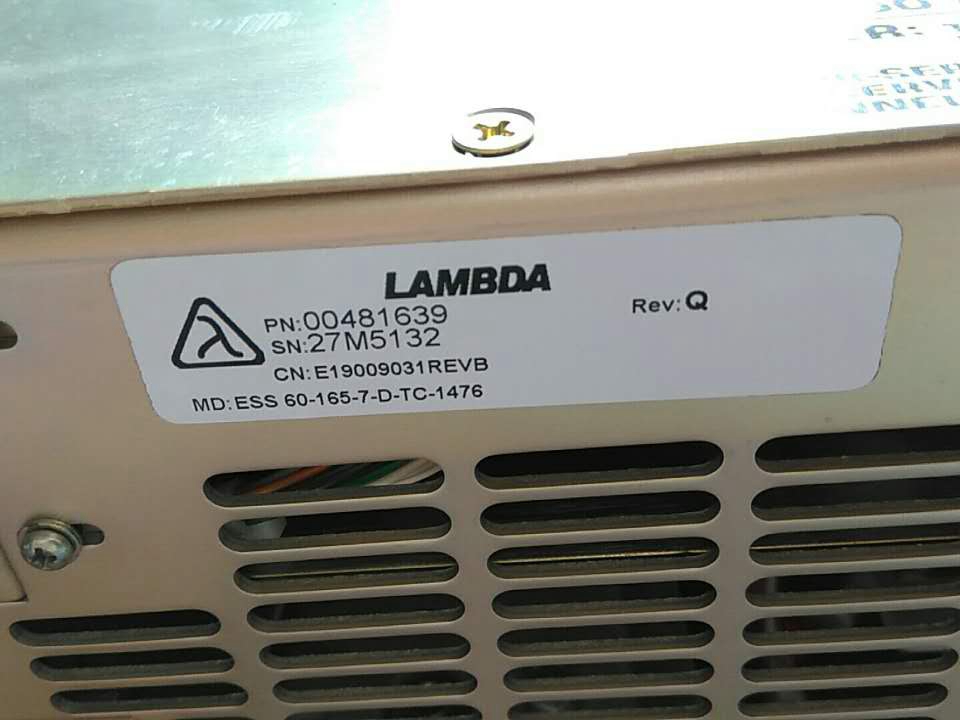 LAMBDA
PN:00481639
Rev:Q
SN:27M5132
CN:E19009031REVB
MD:ESS 60-165-7-D-TC-1476